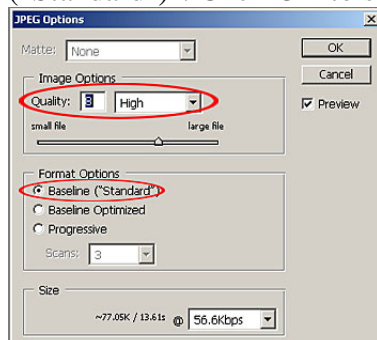 JPEG Options
Matte: None
OK
Cancel
Preview
Image Options
Quality: 8 High
small file large file
Format Options
Baseline ("Standard")
Baseline Optimized
Progressive
Scans: 3
Size
~77.05K / 13.61s @ 56.6Kbps